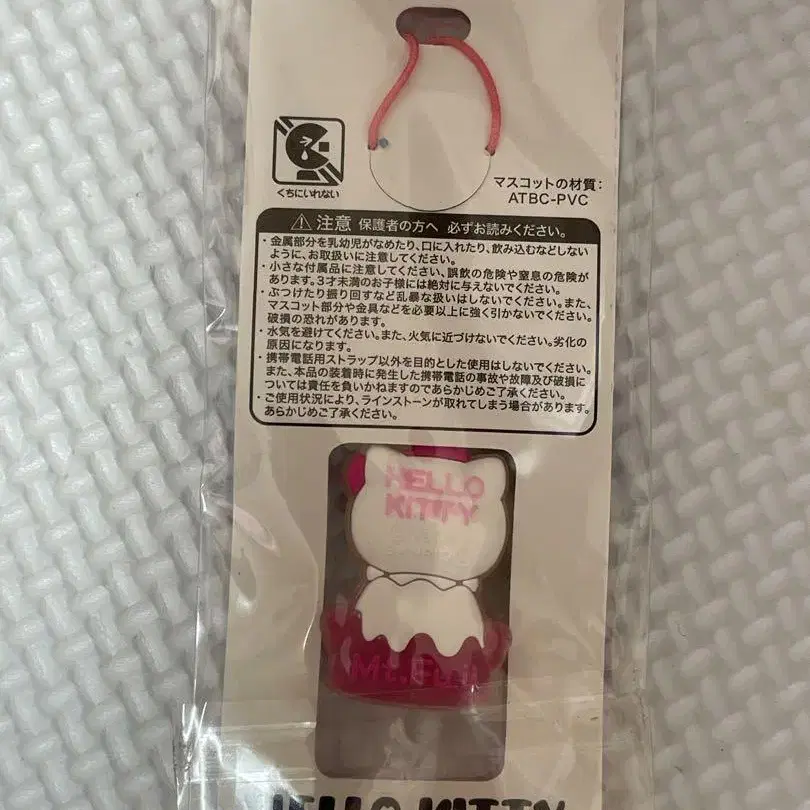 くちにいれない
マスコットの材質：
ATBC-PVC
⚠注意 保護者の方へ 必ずお読みください。
・金属部分を乳幼児がなめたり、口に入れたり、飲み込むなどしない
ように、お取扱いに注意してください。
・小さな付属品に注意してください、誤飲の危険や窒息の危険が
あります。3才未満のお子様には絶対に与えないでください。
・ぶつけたり振り回すなど乱暴な扱いはしないでください。また、
マスコット部分や金具などを必要以上に強く引かないでください。
破損の恐れがあります。
・水気を避けてください。また、火気に近づけないでください。劣化の
原因になります。
・携帯電話用ストラップ以外を目的とした使用はしないでください。
また、本品の装着時に発生した携帯電話の事故や故障及び破損に
ついては責任を負いかねますのであらかじめご了承ください。
・ご使用状況により、ラインストーンが取れてしまう場合があります。
あらかじめご了承ください。
HELLO
KITTY
Mt.Fuji
HELLO KITTY